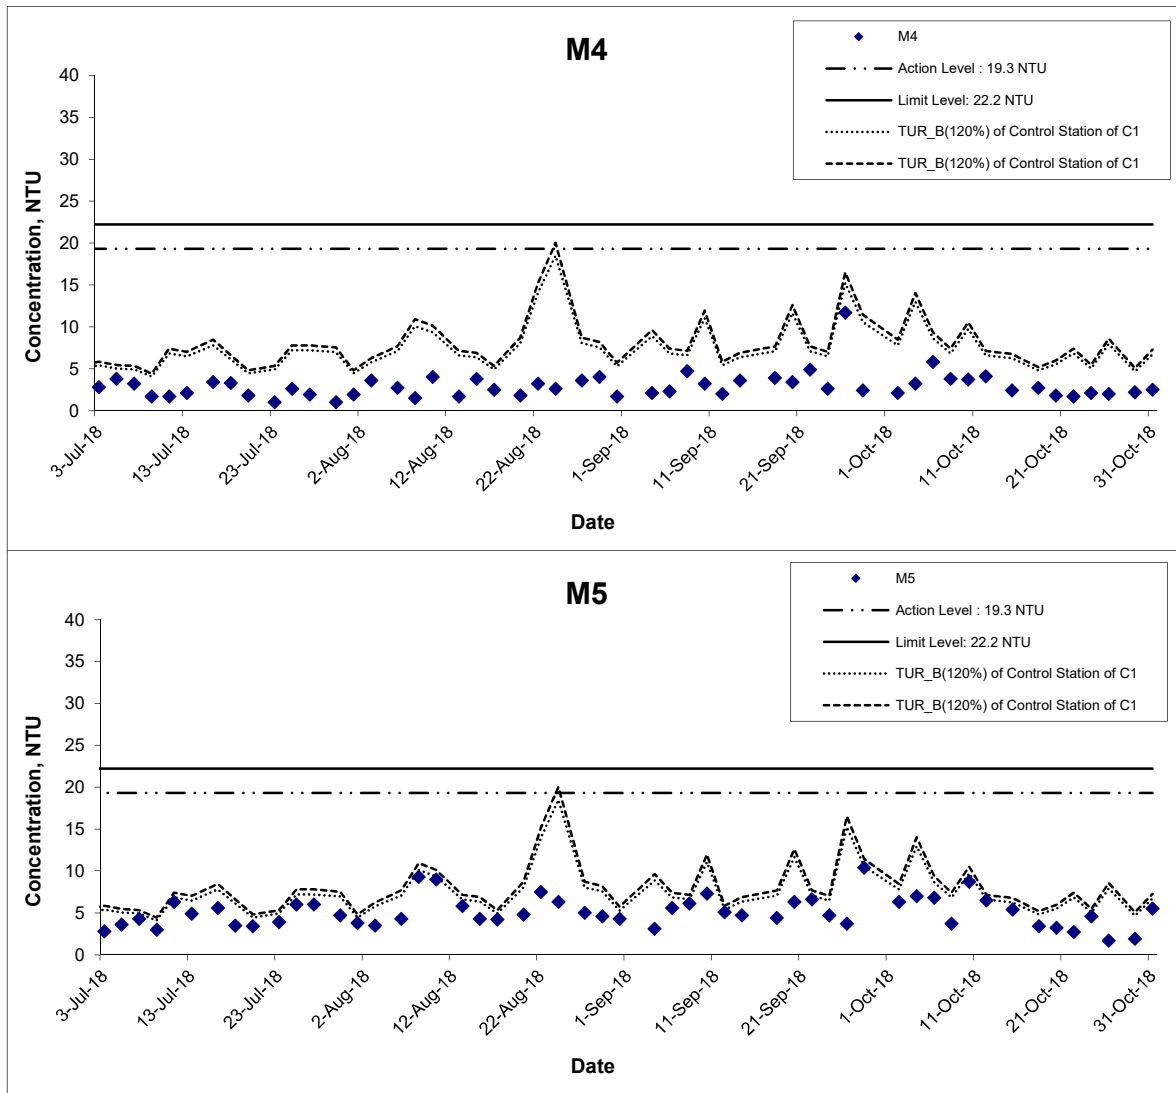 M4
M4
Action Level : 19.3 NTU
Limit Level: 22.2 NTU
TUR_B(120%) of Control Station of C1
TUR_B(120%) of Control Station of C1
Concentration, NTU
40
35
30
25
20
15
10
5
0
3-Jul-18
13-Jul-18
23-Jul-18
2-Aug-18
12-Aug-18
22-Aug-18
1-Sep-18
11-Sep-18
21-Sep-18
1-Oct-18
11-Oct-18
21-Oct-18
31-Oct-18
Date
M5
M5
Action Level : 19.3 NTU
Limit Level: 22.2 NTU
TUR_B(120%) of Control Station of C1
TUR_B(120%) of Control Station of C1
Concentration, NTU
40
35
30
25
20
15
10
5
0
3-Jul-18
13-Jul-18
23-Jul-18
2-Aug-18
12-Aug-18
22-Aug-18
1-Sep-18
11-Sep-18
21-Sep-18
1-Oct-18
11-Oct-18
21-Oct-18
31-Oct-18
Date